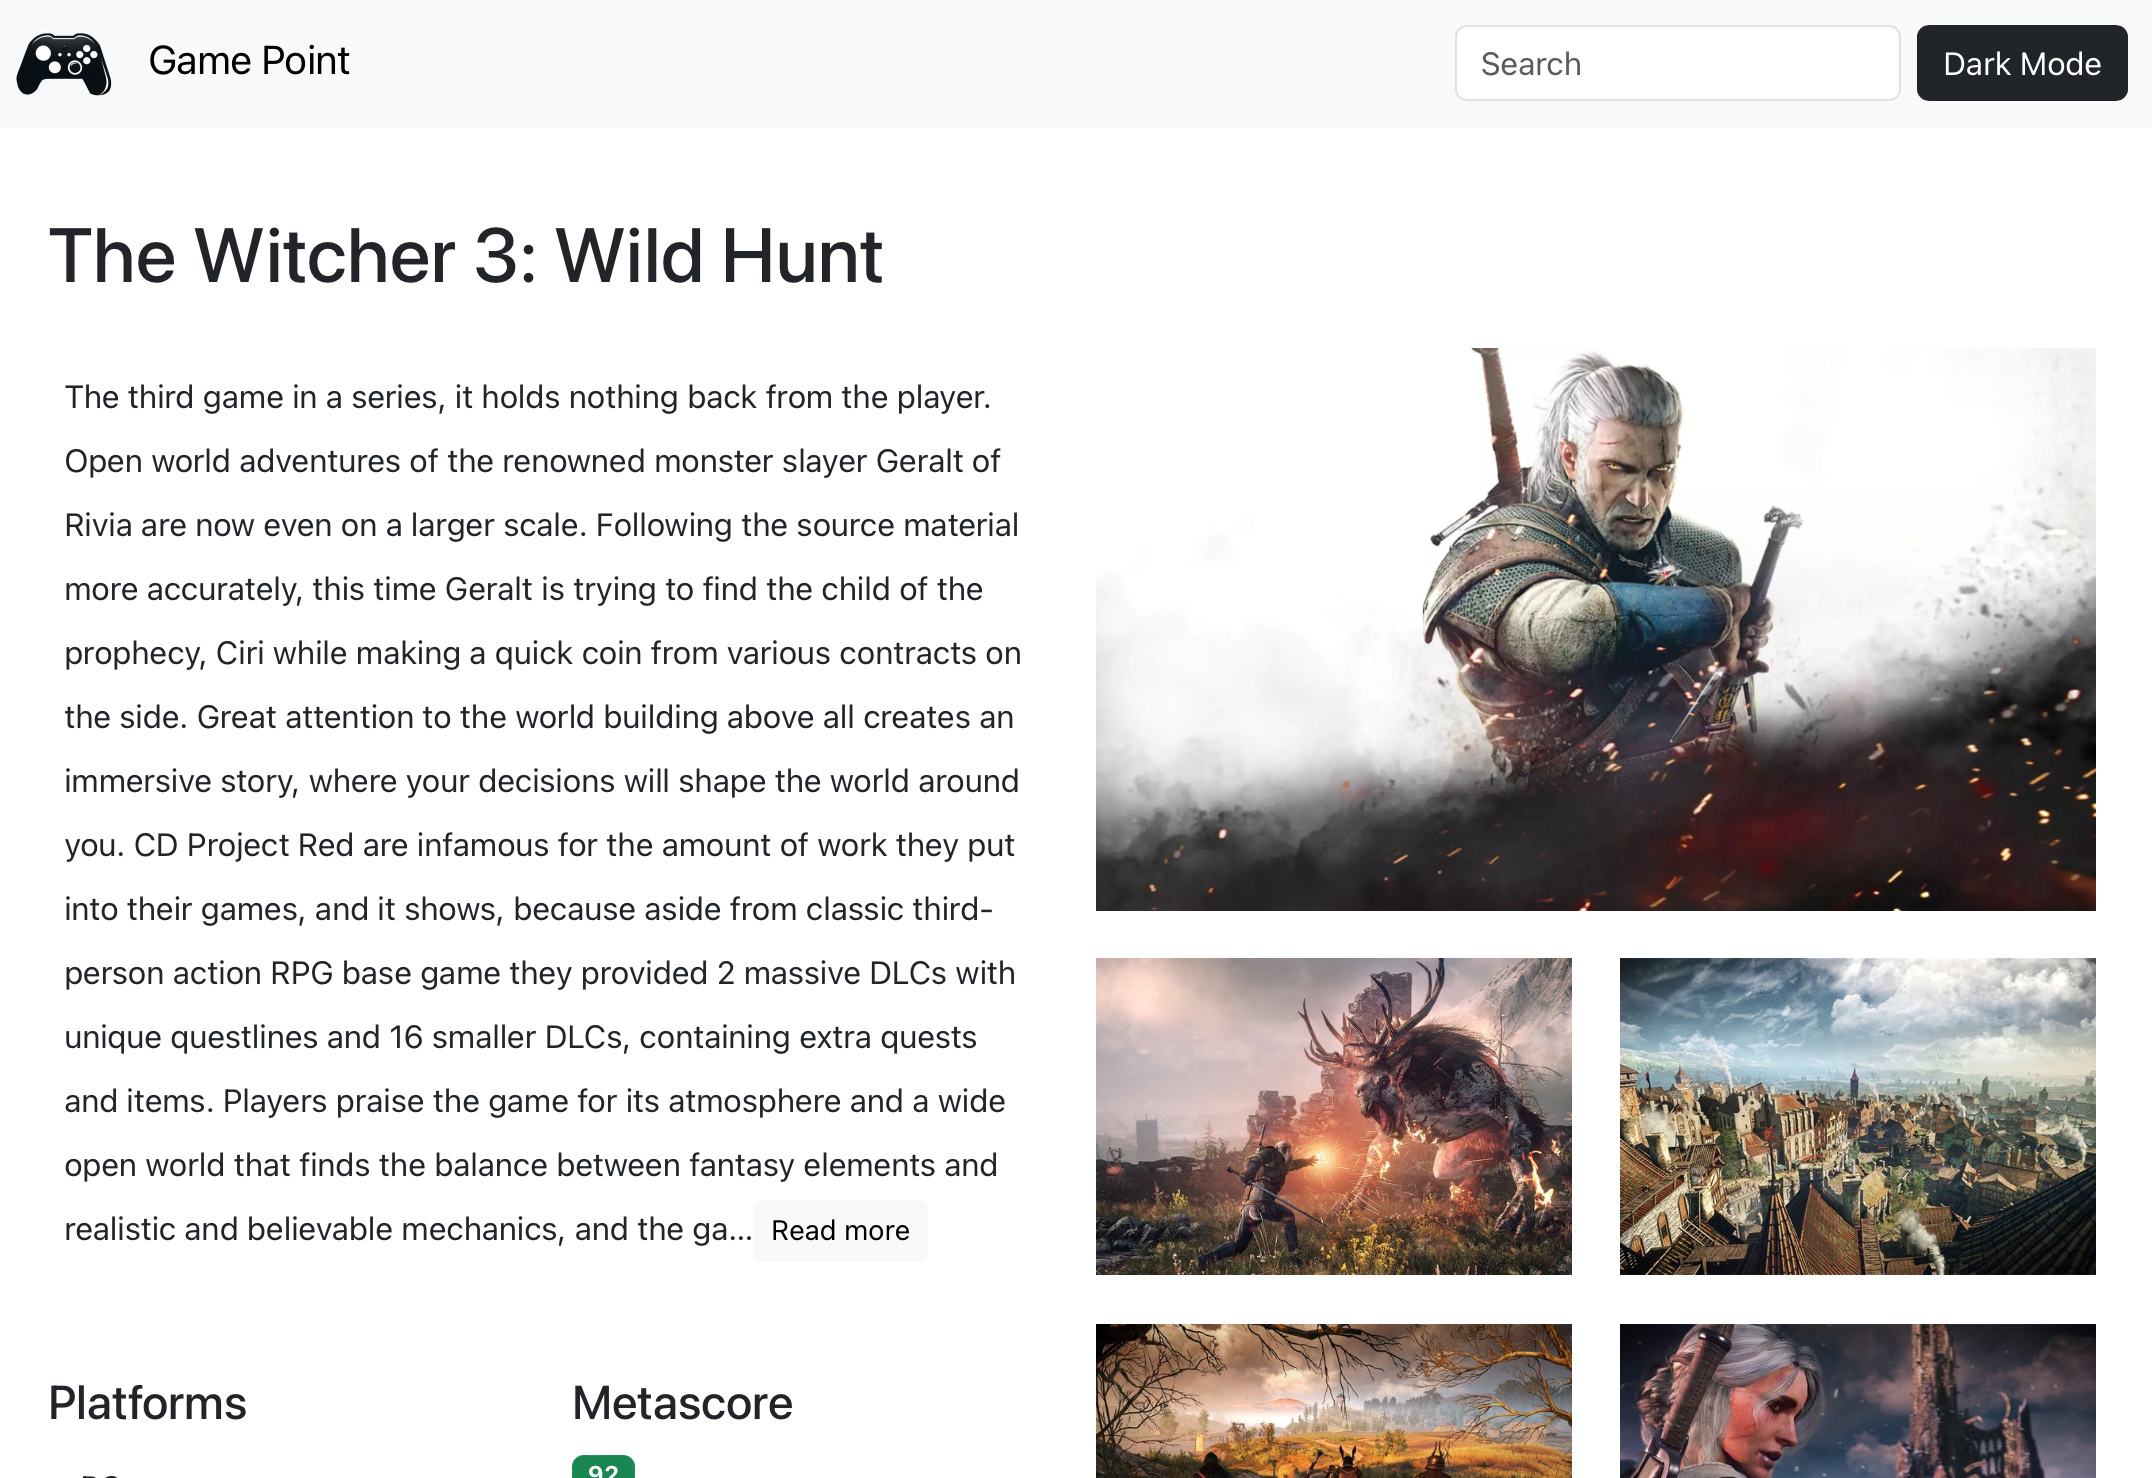 Game Point
Search
Dark Mode
The Witcher 3: Wild Hunt
The third game in a series, it holds nothing back from the player.
Open world adventures of the renowned monster slayer Geralt of
Rivia are now even on a larger scale. Following the source material
more accurately, this time Geralt is trying to find the child of the
prophecy, Ciri while making a quick coin from various contracts on
the side. Great attention to the world building above all creates an
immersive story, where your decisions will shape the world around
you. CD Project Red are infamous for the amount of work they put
into their games, and it shows, because aside from classic third-
person action RPG base game they provided 2 massive DLCs with
unique questlines and 16 smaller DLCs, containing extra quests
and items. Players praise the game for its atmosphere and a wide
open world that finds the balance between fantasy elements and
realistic and believable mechanics, and the ga...
Read more
Platforms
Metascore
92